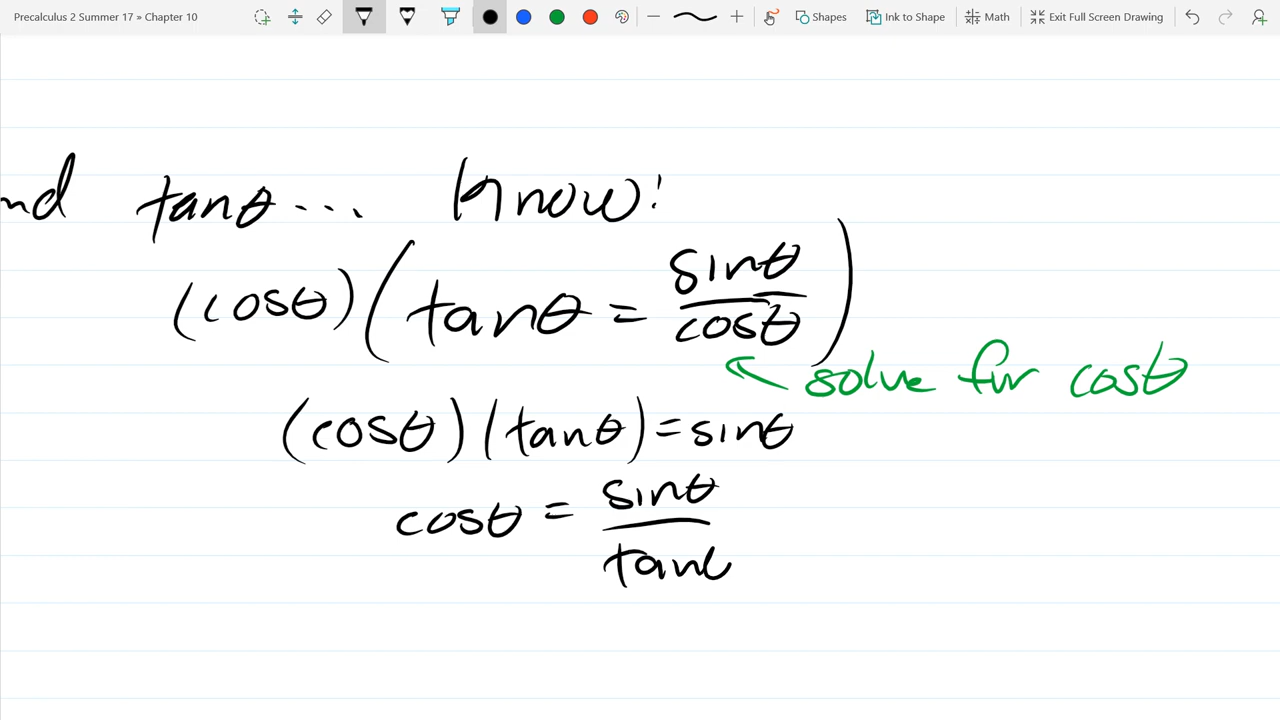 Precalculus 2 Summer 17 » Chapter 10
Shapes
Ink to Shape
Math
Exit Full Screen Drawing
nd tanθ... Know:
(cosθ)(tanθ = sinθ/cosθ)
solve for cosθ
(cosθ)(tanθ)=sinθ
cosθ = sinθ/tan